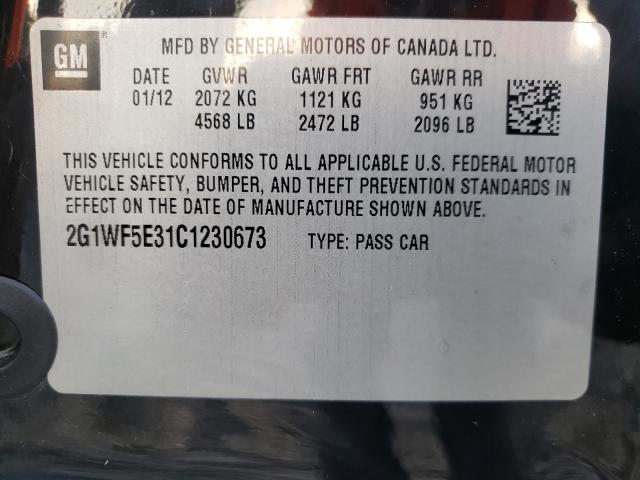 GM
MFD BY GENERAL MOTORS OF CANADA LTD.
DATE GVWR GAWR FRT GAWR RR
01/12 2072 KG 1121 KG 951 KG
4568 LB 2472 LB 2096 LB
THIS VEHICLE CONFORMS TO ALL APPLICABLE U.S. FEDERAL MOTOR
VEHICLE SAFETY, BUMPER, AND THEFT PREVENTION STANDARDS IN
EFFECT ON THE DATE OF MANUFACTURE SHOWN ABOVE.
2G1WF5E31C1230673 TYPE: PASS CAR